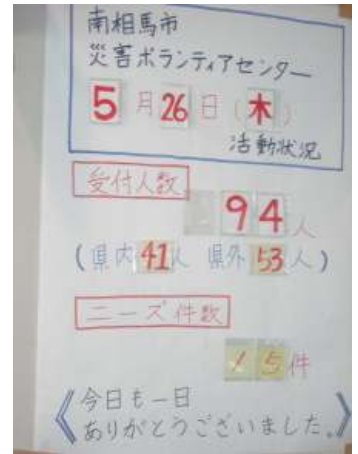 南相馬市
災害ボランティアセンター
5月26日(木)
活動状況
受付人数
94人
(県内41人 県外53人)
ニーズ件数
15件
今日も一日
ありがとうございました。